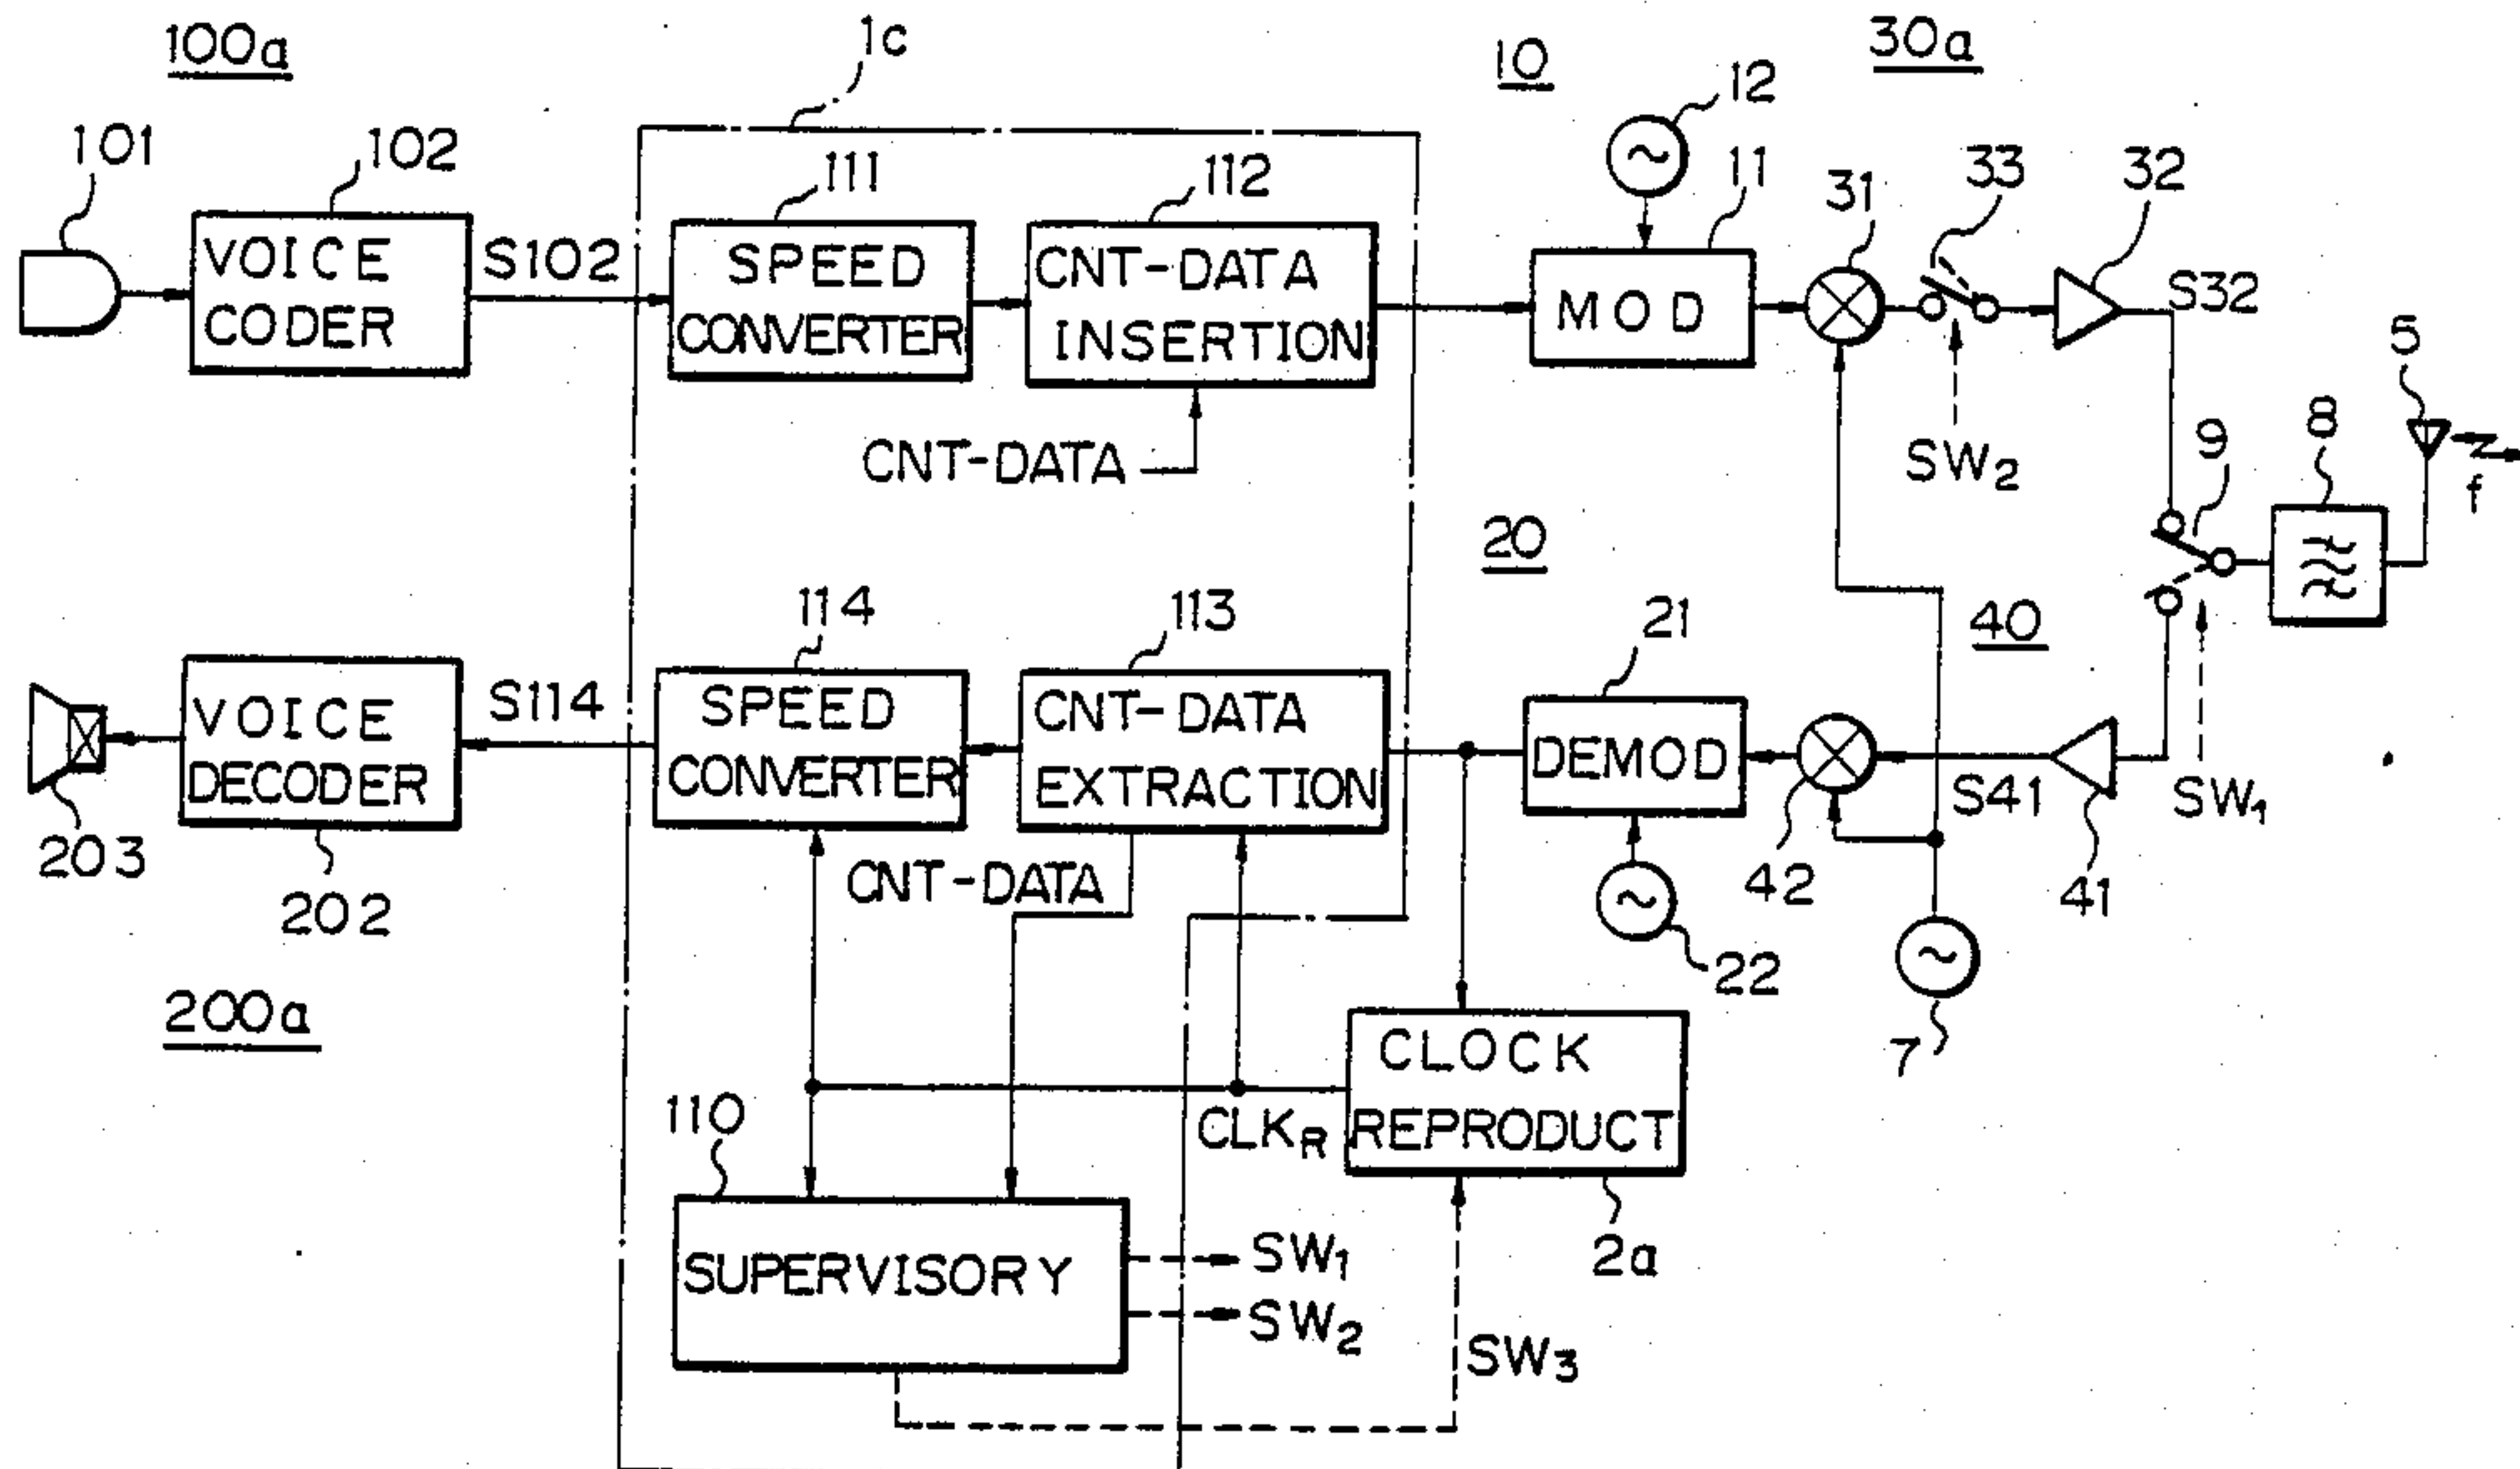 100a
1c
10
30a
101
102
111
112
12
11
31
33
32
VOICE
CODER
S102
SPEED
CONVERTER
CNT-DATA
INSERTION
MOD
S32
5
CNT-DATA
SW2
9
8
f
20
114
113
21
40
VOICE
DECODER
S114
SPEED
CONVERTER
CNT-DATA
EXTRACTION
DEMOD
S41
SW1
203
202
CNT-DATA
42
41
22
200a
7
CLOCK
REPRODUCT
110
CLKR
SUPERVISORY
SW1
SW2
2a
SW3